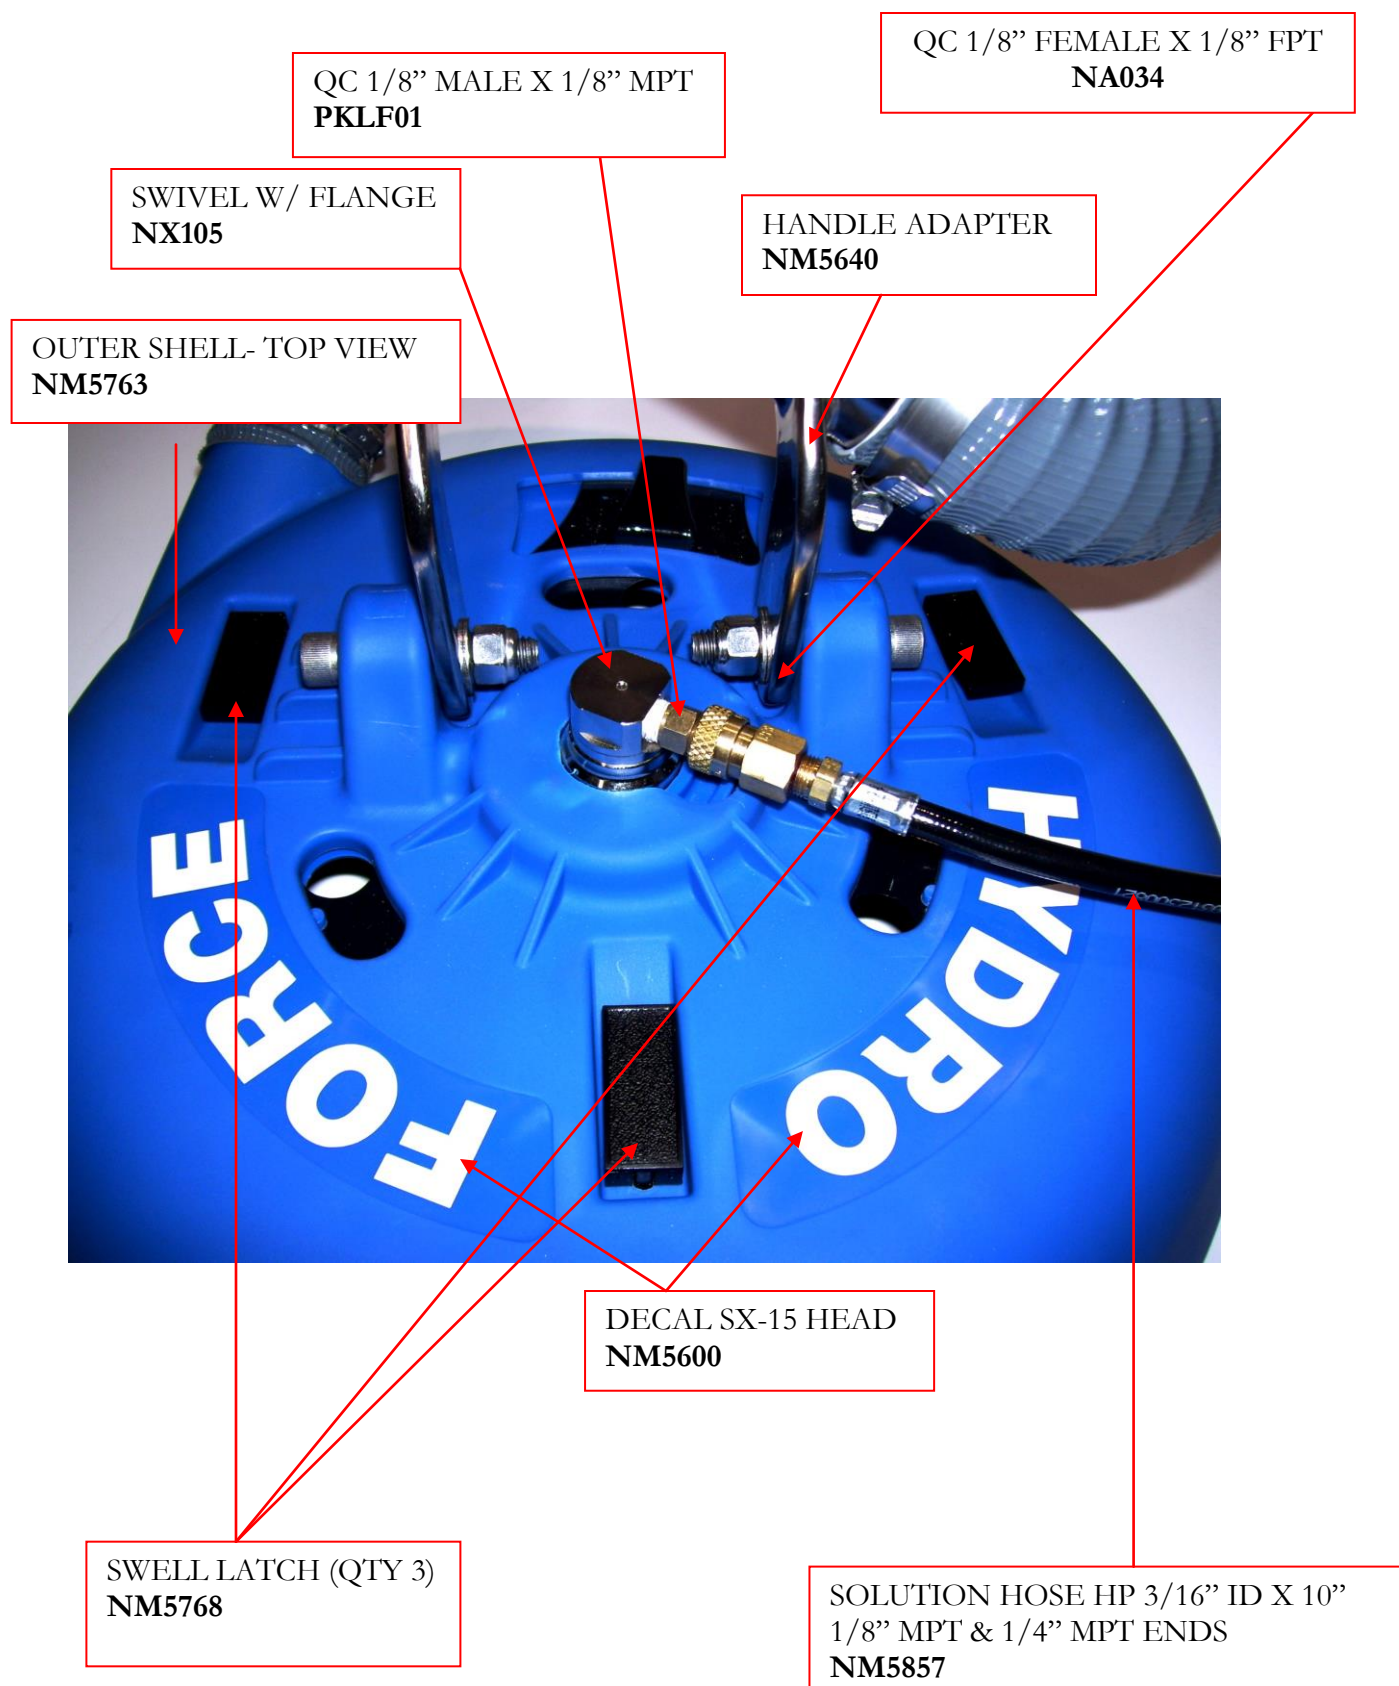 QC 1/8” FEMALE X 1/8” FPT
NA034
QC 1/8” MALE X 1/8” MPT
PKLF01
SWIVEL W/ FLANGE
NX105
HANDLE ADAPTER
NM5640
OUTER SHELL- TOP VIEW
NM5763
FORCE
HYDRO
DECAL SX-15 HEAD
NM5600
SWELL LATCH (QTY 3)
NM5768
SOLUTION HOSE HP 3/16” ID X 10”
1/8” MPT & 1/4” MPT ENDS
NM5857